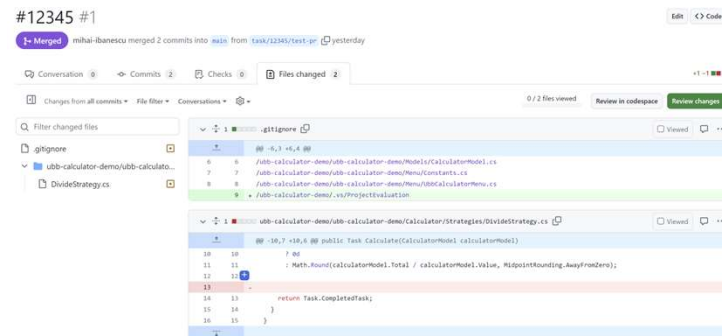 #12345 #1
Edit <> Code
Merged mihai-ibanescu merged 2 commits into main from task/12345/test-pr yesterday
Conversation 0 Commits 2 Checks 0 Files changed 2
+1 -1
Changes from all commits File filter Conversations
0 / 2 files viewed Review in codespace Review changes
Filter changed files
.gitignore
ubb-calculator-demo/ubb-calculato...
DivideStrategy.cs
1 .gitignore Viewed
@@ -6,3 +6,4 @@
6 6 /ubb-calculator-demo/ubb-calculator-demo/Models/CalculatorModel.cs
7 7 /ubb-calculator-demo/ubb-calculator-demo/Menu/Constants.cs
8 8 /ubb-calculator-demo/ubb-calculator-demo/Menu/UbbCalculatorMenu.cs
9 + /ubb-calculator-demo/.vs/ProjectEvaluation
1 ubb-calculator-demo/ubb-calculator-demo/Calculator/Strategies/DivideStrategy.cs Viewed
@@ -10,7 +10,6 @@ public Task Calculate(CalculatorModel calculatorModel)
10 10 ? 0d
11 11 : Math.Round(calculatorModel.Total / calculatorModel.Value, MidpointRounding.AwayFromZero);
12 12
13 -
14 13 return Task.CompletedTask;
15 14 }
16 15 }